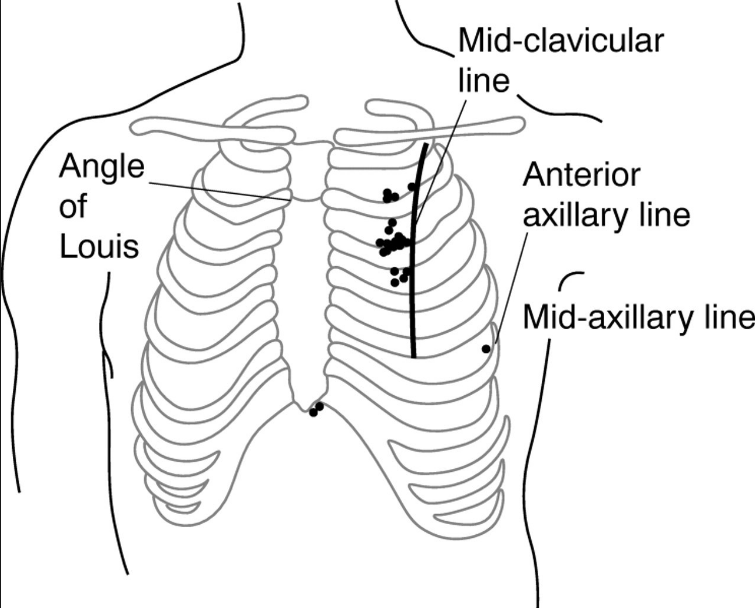 Mid-clavicular
line
Angle
of
Louis
Anterior
axillary line
Mid-axillary line